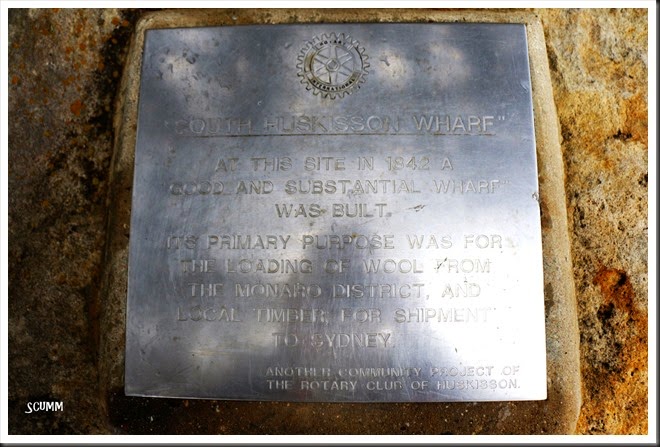 ROTARY
INTERNATIONAL
"SOUTH HUSKISSON WHARF"
AT THIS SITE IN 1842 A
"GOOD AND SUBSTANTIAL WHARF"
WAS BUILT.
ITS PRIMARY PURPOSE WAS FOR
THE LOADING OF WOOL FROM
THE MONARO DISTRICT, AND
LOCAL TIMBER, FOR SHIPMENT
TO SYDNEY.
ANOTHER COMMUNITY PROJECT OF
THE ROTARY CLUB OF HUSKISSON.
SCUMM